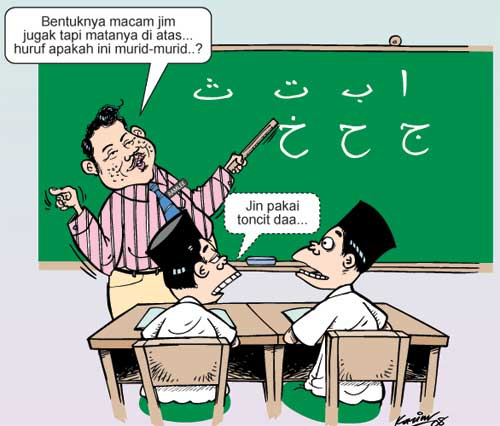 Bentuknya macam jim
jugak tapi matanya di atas...
huruf apakah ini murid-murid..?
ا ب ت ث
ج ح خ
Jin pakai
toncit daa...